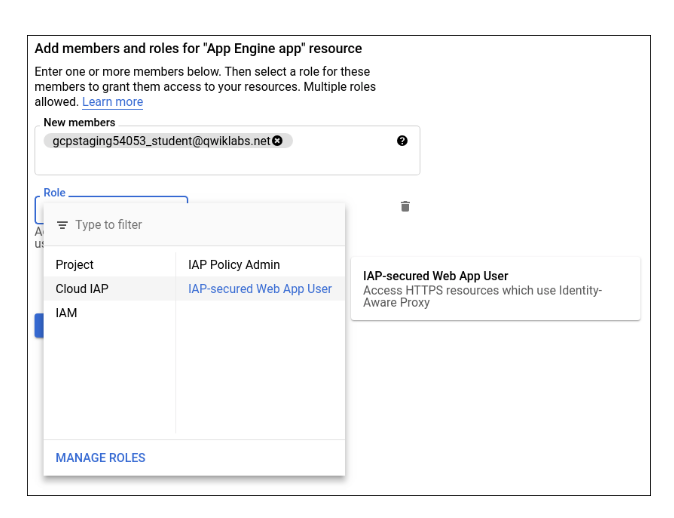 Add members and roles for "App Engine app" resource
Enter one or more members below. Then select a role for these
members to grant them access to your resources. Multiple roles
allowed. Learn more
New members
gcpstaging54053_student@qwiklabs.net
Role
Type to filter
Project
Cloud IAP
IAM
IAP Policy Admin
IAP-secured Web App User
IAP-secured Web App User
Access HTTPS resources which use Identity-
Aware Proxy
MANAGE ROLES